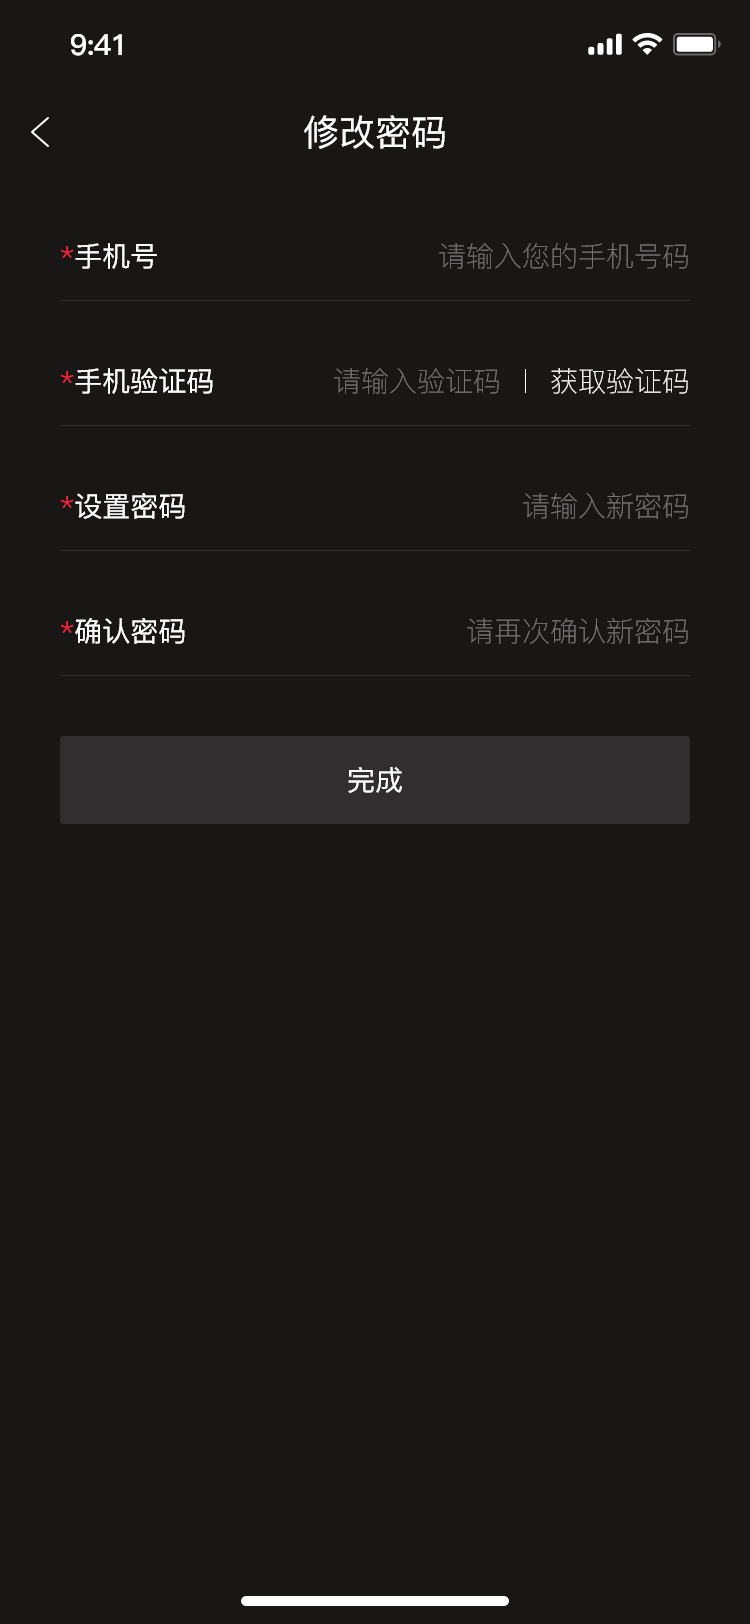 9:41
修改密码
*手机号 请输入您的手机号码
*手机验证码 请输入验证码 | 获取验证码
*设置密码 请输入新密码
*确认密码 请再次确认新密码
完成